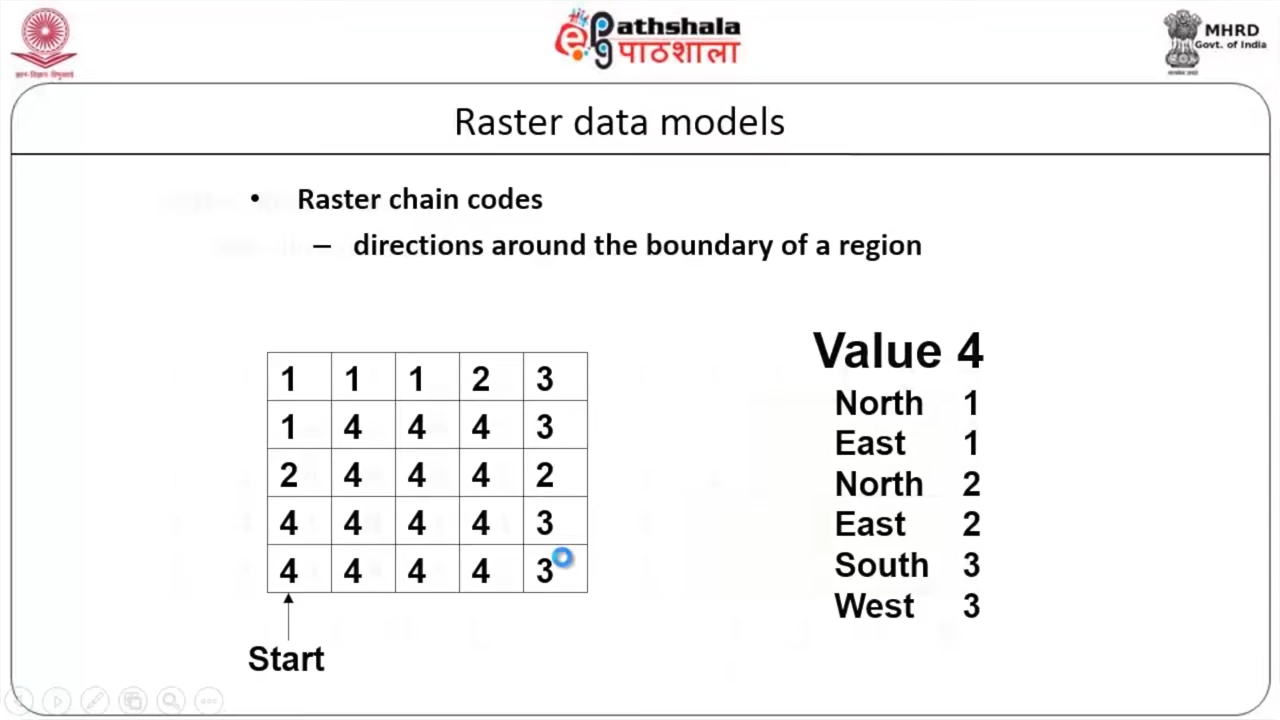 ePathshala
पाठशाला
MHRD
Govt. of India
Raster data models
• Raster chain codes
– directions around the boundary of a region
Value 4
North 1
East 1
North 2
East 2
South 3
West 3
1 1 1 2 3
1 4 4 4 3
2 4 4 4 2
4 4 4 4 3
4 4 4 4 3
Start